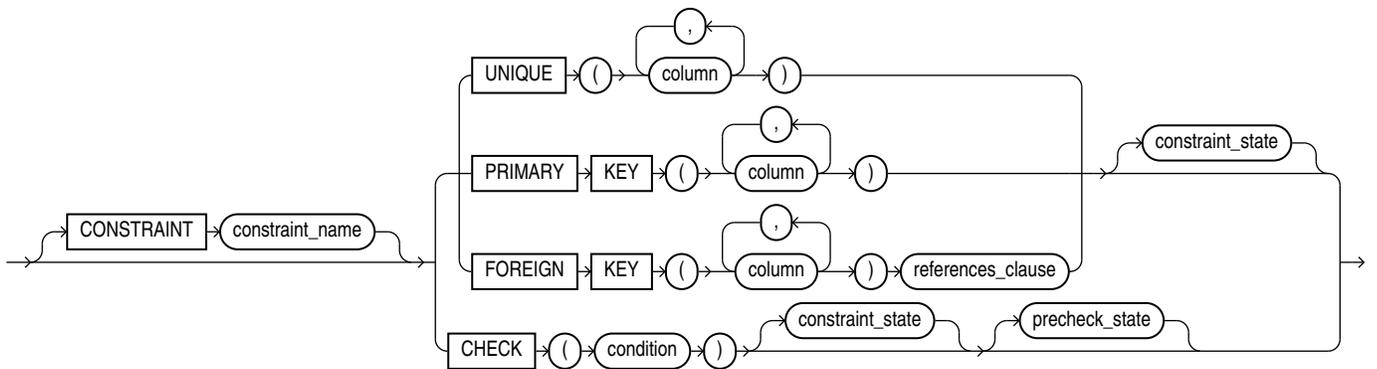 ,
UNIQUE ( column )
,
PRIMARY KEY ( column ) constraint_state
,
CONSTRAINT constraint_name
FOREIGN KEY ( column ) references_clause
constraint_state precheck_state
CHECK ( condition )